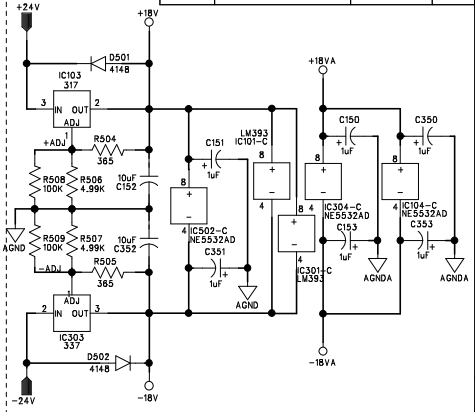 +24V
+18V
D501
4148
+18VA
IC103
317
3 IN OUT 2
ADJ
1
+ADJ
R504
365
C151
1uF
LM393
IC101-C
C150
1uF
C350
1uF
R508
100K
R506
4.99K
10uF
C152
8
4
8
4
8 4
4
8
4
8
4
IC304-C
NE5532AD
IC104-C
NE5532AD
AGND
R509
100K
R507
4.99K
10uF
C352
IC502-C
NE5532AD
C153
1uF
C353
1uF
-ADJ
R505
365
C351
1uF
IC301-C
LM393
AGNDA
AGNDA
1
ADJ
2 IN OUT 3
IC303
337
AGND
D502
4148
-18VA
-24V
-18V